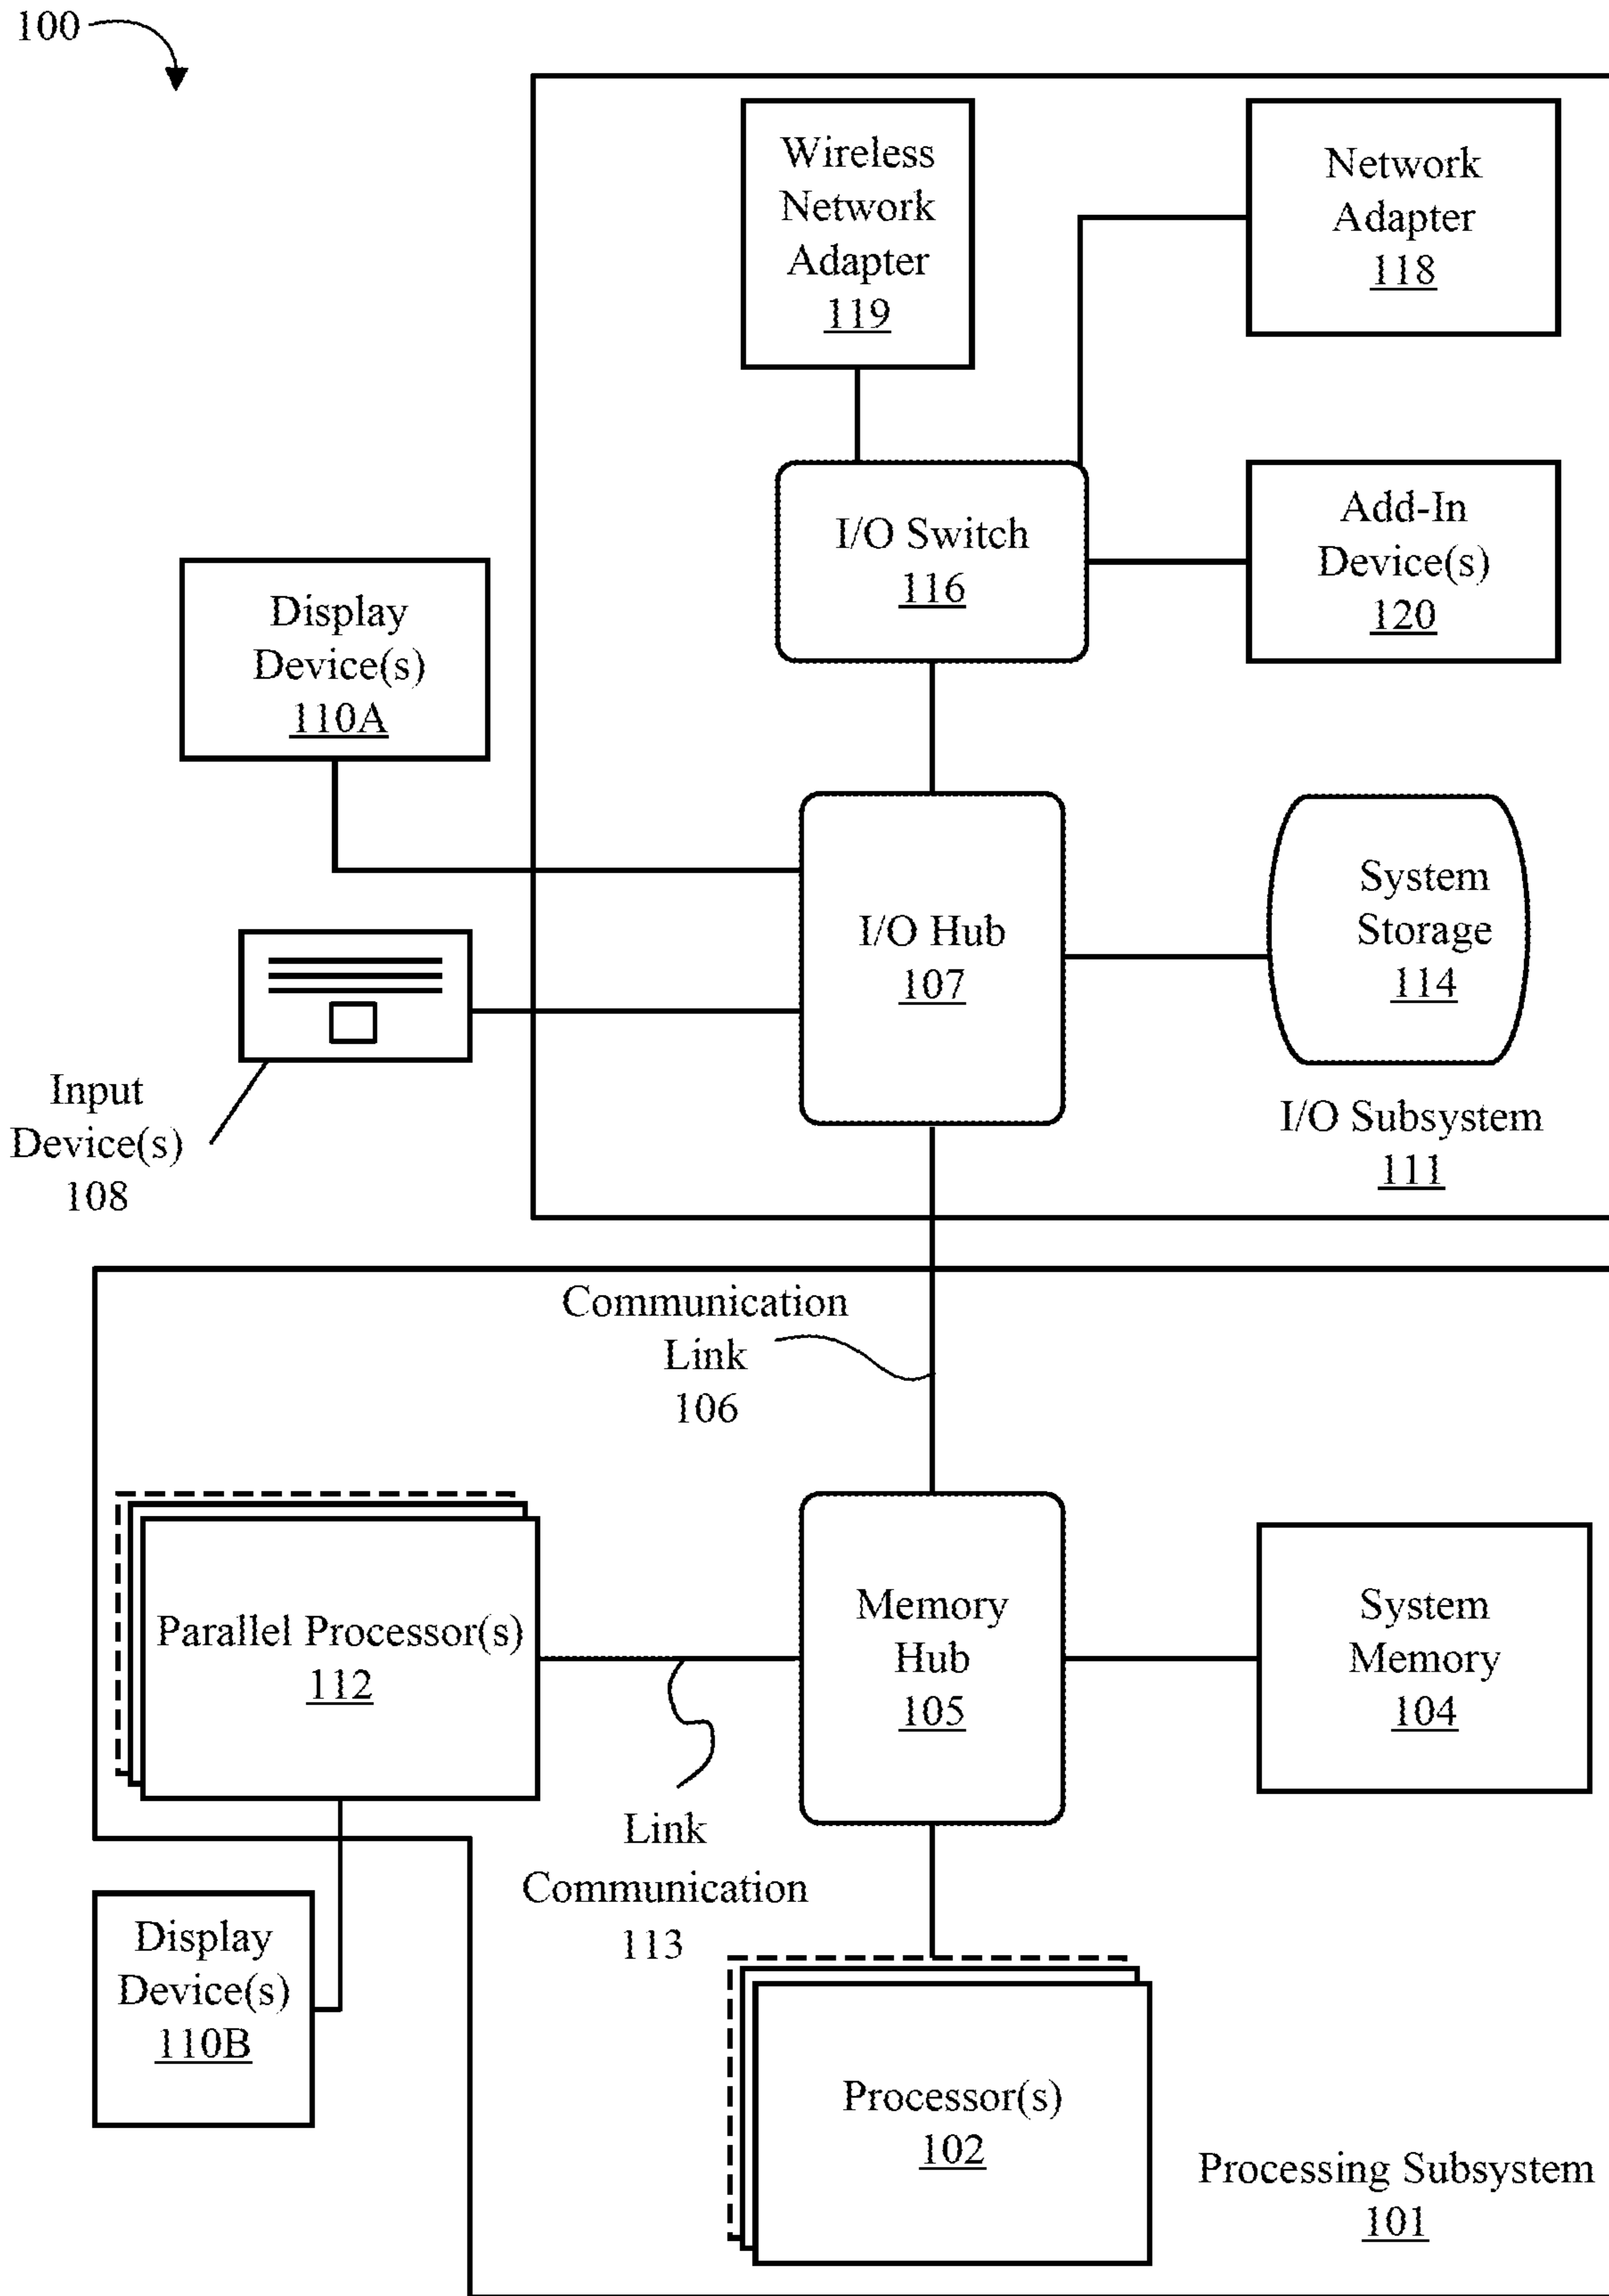 100
Wireless
Network
Adapter
119
Network
Adapter
118
I/O Switch
116
Add-In
Device(s)
120
Display
Device(s)
110A
I/O Hub
107
System
Storage
114
Input
Device(s)
108
I/O Subsystem
111
Communication
Link
106
Parallel Processor(s)
112
Memory
Hub
105
System
Memory
104
Link
Communication
113
Display
Device(s)
110B
Processor(s)
102
Processing Subsystem
101